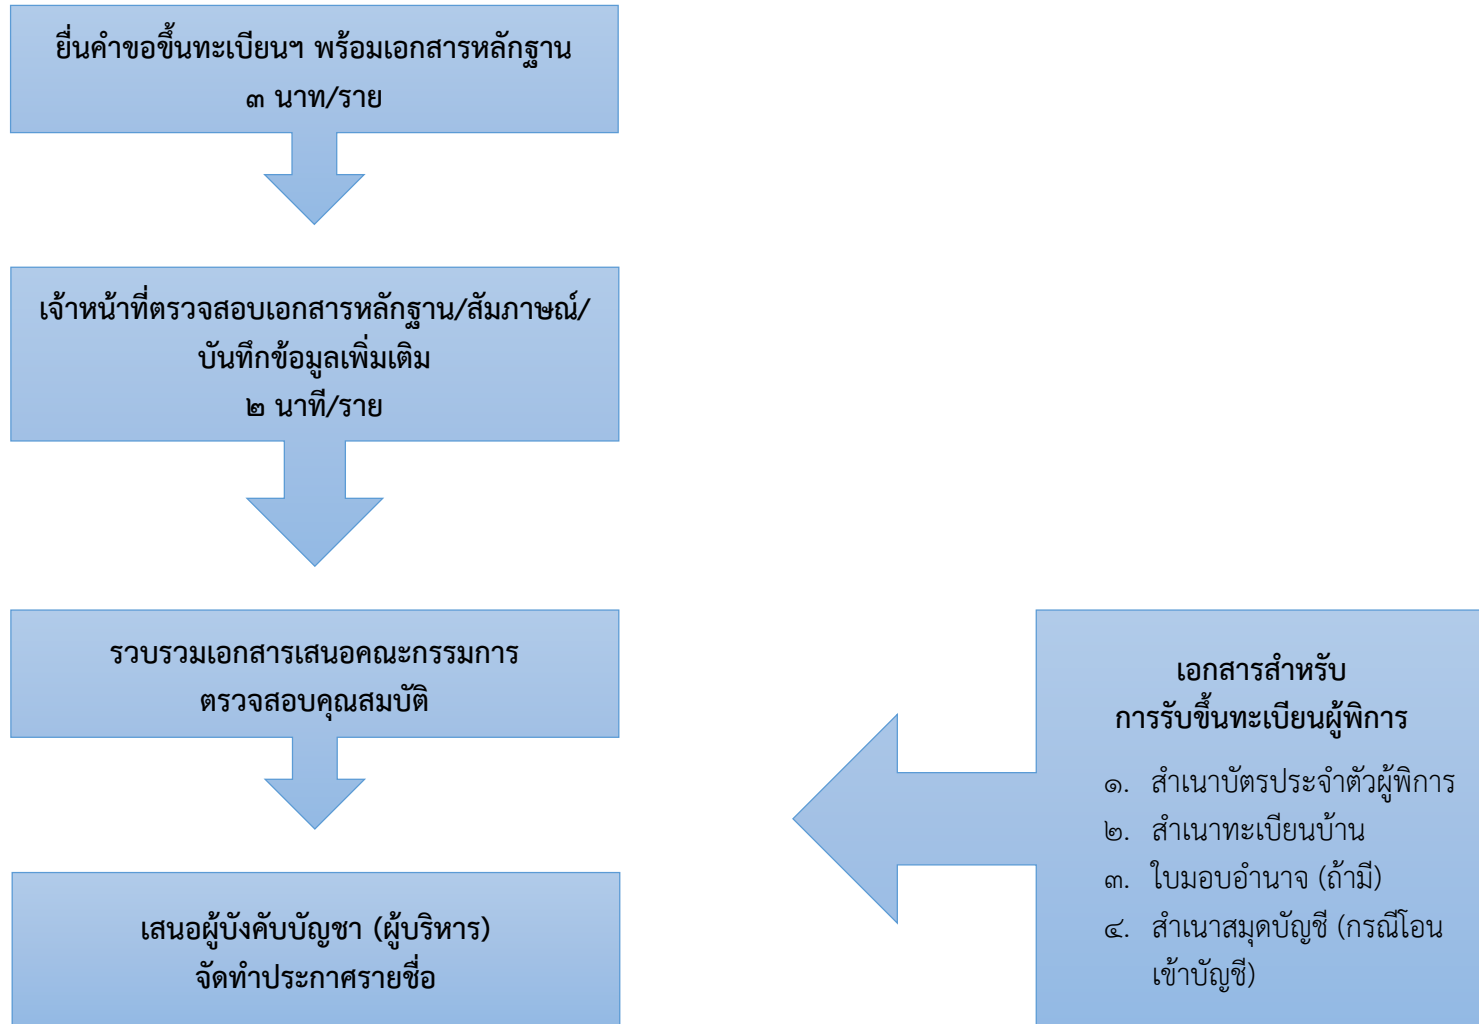 ยื่นคำขอขึ้นทะเบียนฯ พร้อมเอกสารหลักฐาน
๓ นาท/ราย
เจ้าหน้าที่ตรวจสอบเอกสารหลักฐาน/สัมภาษณ์/
บันทึกข้อมูลเพิ่มเติม
๒ นาที/ราย
รวบรวมเอกสารเสนอคณะกรรมการ
ตรวจสอบคุณสมบัติ
เสนอผู้บังคับบัญชา (ผู้บริหาร)
จัดทำประกาศรายชื่อ
เอกสารสำหรับ
การรับขึ้นทะเบียนผู้พิการ
๑. สำเนาบัตรประจำตัวผู้พิการ
๒. สำเนาทะเบียนบ้าน
๓. ใบมอบอำนาจ (ถ้ามี)
๔. สำเนาสมุดบัญชี (กรณีโอน
เข้าบัญชี)